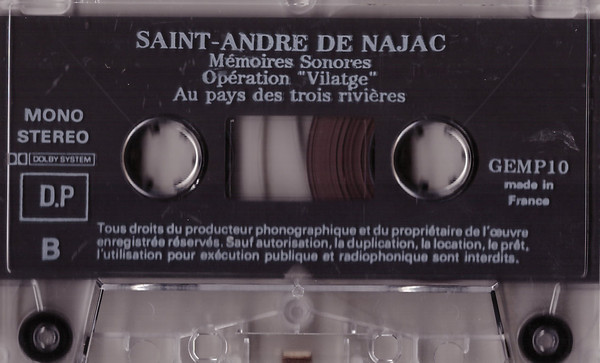 SAINT-ANDRE DE NAJAC
Mémoires Sonores
Opération "Vilatge"
Au pays des trois rivières
MONO
STEREO
DOLBY SYSTEM
D.P
B
GEMP10
made in
France
Tous droits du producteur phonographique et du propriétaire de l'œuvre
enregistrée réservés. Sauf autorisation, la duplication, la location, le prêt,
l'utilisation pour exécution publique et radiophonique sont interdits.